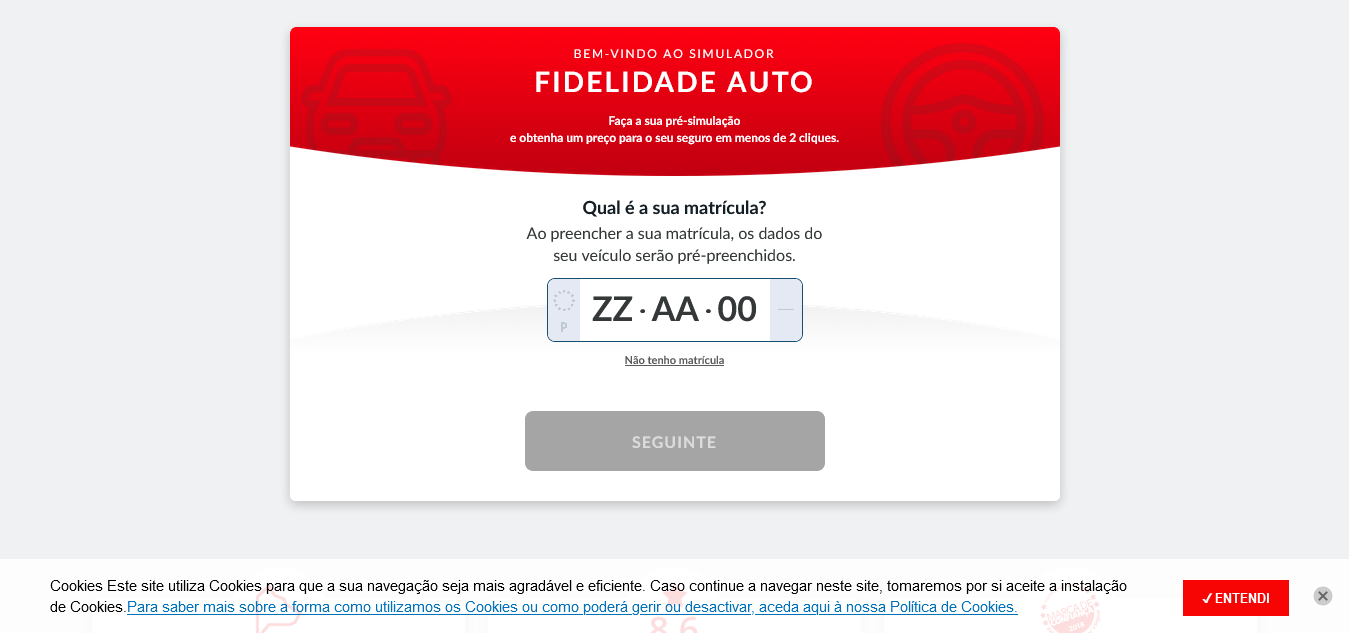 BEM-VINDO AO SIMULADOR
FIDELIDADE AUTO
Faça a sua pré-simulação
e obtenha um preço para o seu seguro em menos de 2 cliques.
Qual é a sua matrícula?
Ao preencher a sua matrícula, os dados do
seu veículo serão pré-preenchidos.
P
ZZ · AA · 00
Não tenho matrícula
SEGUINTE
Cookies Este site utiliza Cookies para que a sua navegação seja mais agradável e eficiente. Caso continue a navegar neste site, tomaremos por si aceite a instalação
de Cookies.Para saber mais sobre a forma como utilizamos os Cookies ou como poderá gerir ou desactivar, aceda aqui à nossa Política de Cookies.
✓ ENTENDI
8.6